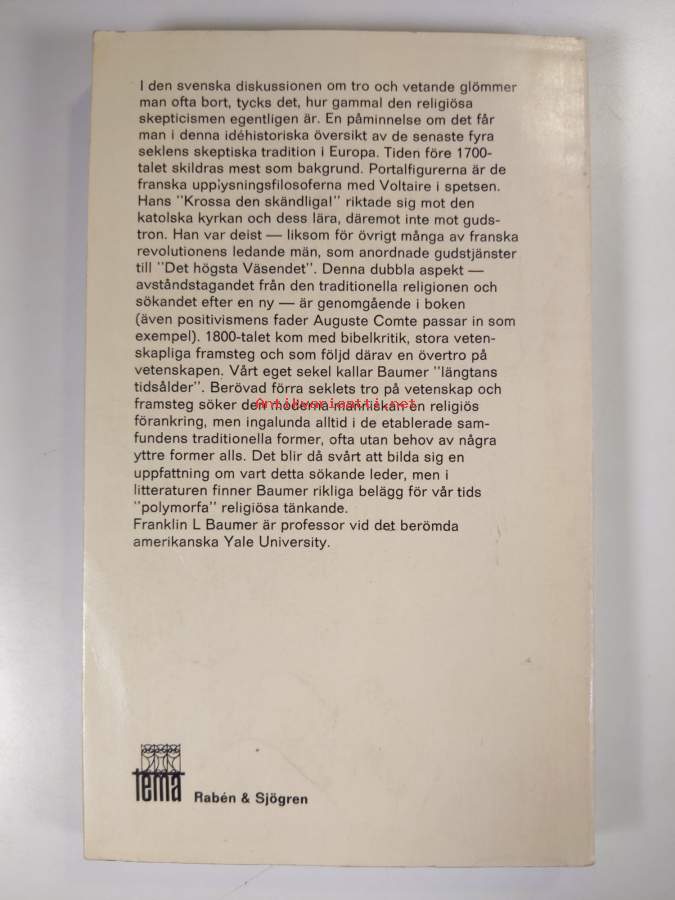 I den svenska diskussionen om tro och vetande glömmer
man ofta bort, tycks det, hur gammal den religiösa
skepticismen egentligen är. En påminnelse om det får
man i denna idéhistoriska översikt av de senaste fyra
seklens skeptiska tradition i Europa. Tiden före 1700-
talet skildras mest som bakgrund. Portalfigurerna är de
franska upplysningsfilosoferna med Voltaire i spetsen.
Hans "Krossa den skändliga!" riktade sig mot den
katolska kyrkan och dess lära, däremot inte mot guds-
tron. Han var deist — liksom för övrigt många av franska
revolutionens ledande män, som anordnade gudstjänster
till "Det högsta Väsendet". Denna dubbla aspekt —
avståndstagandet från den traditionella religionen och
sökandet efter en ny — är genomgående i boken
(även positivismens fader Auguste Comte passar in som
exempel). 1800-talet kom med bibelkritik, stora veten-
skapliga framsteg och som följd därav en övertro på
vetenskapen. Vårt eget sekel kallar Baumer "längtans
tidsålder". Berövad förra seklets tro på vetenskap och
framsteg söker den moderna människan en religiös
Antikvariaatti.net
förankring, men ingalunda alltid i de etablerade sam-
fundens traditionella former, ofta utan behov av några
yttre former alls. Det blir då svårt att bilda sig en
uppfattning om vart detta sökande leder, men i
litteraturen finner Baumer rikliga belägg för vår tids
"polymorfa" religiösa tänkande.
Franklin L Baumer är professor vid det berömda
amerikanska Yale University.
tema
Rabén & Sjögren